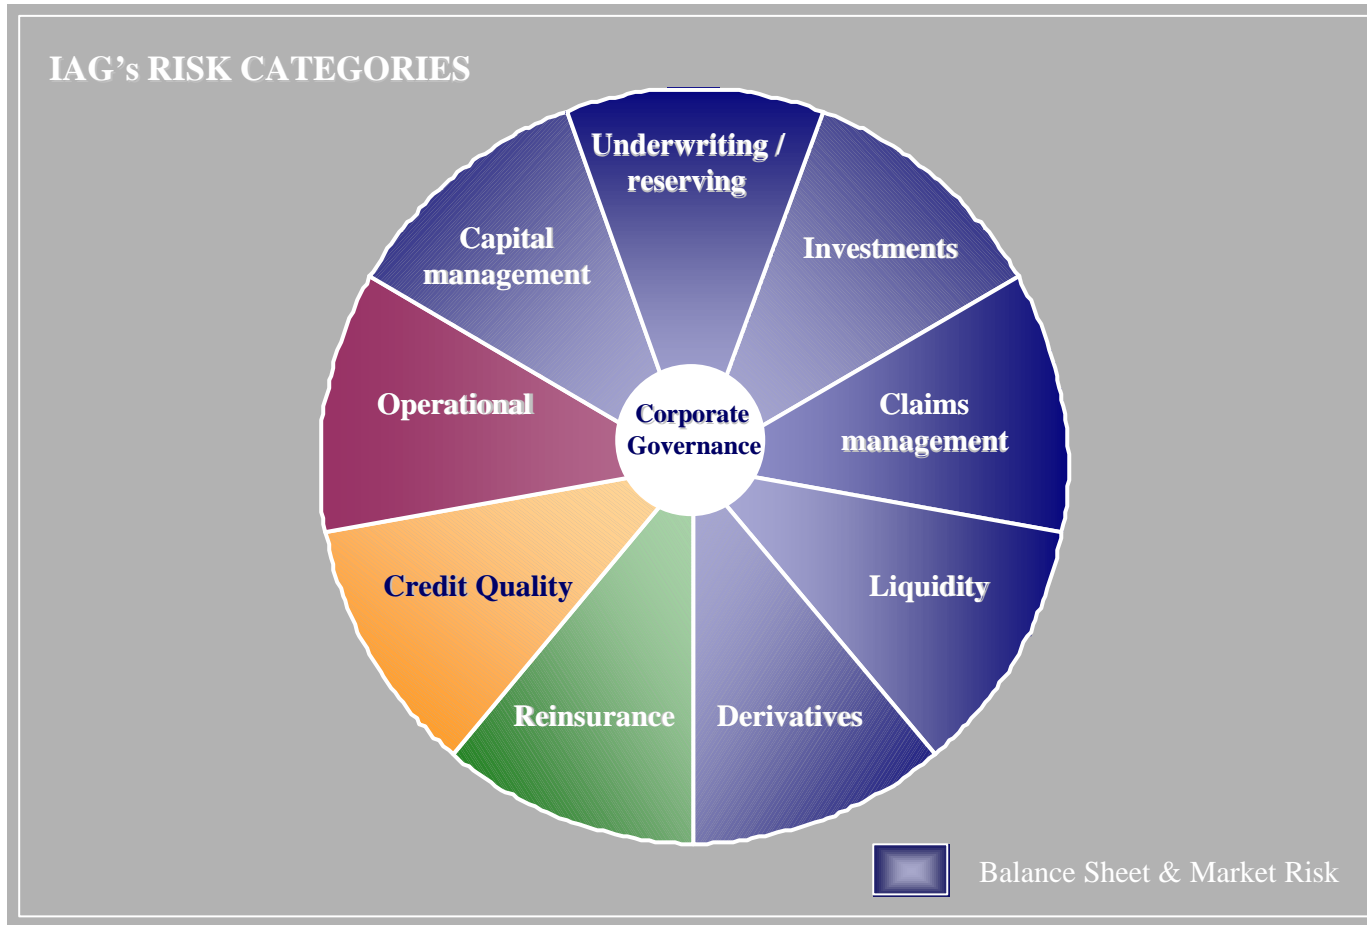 IAG’s RISK CATEGORIES
Underwriting /
reserving
Capital
management
Investments
Operational
Corporate
Governance
Claims
management
Credit Quality
Liquidity
Reinsurance
Derivatives
Balance Sheet & Market Risk